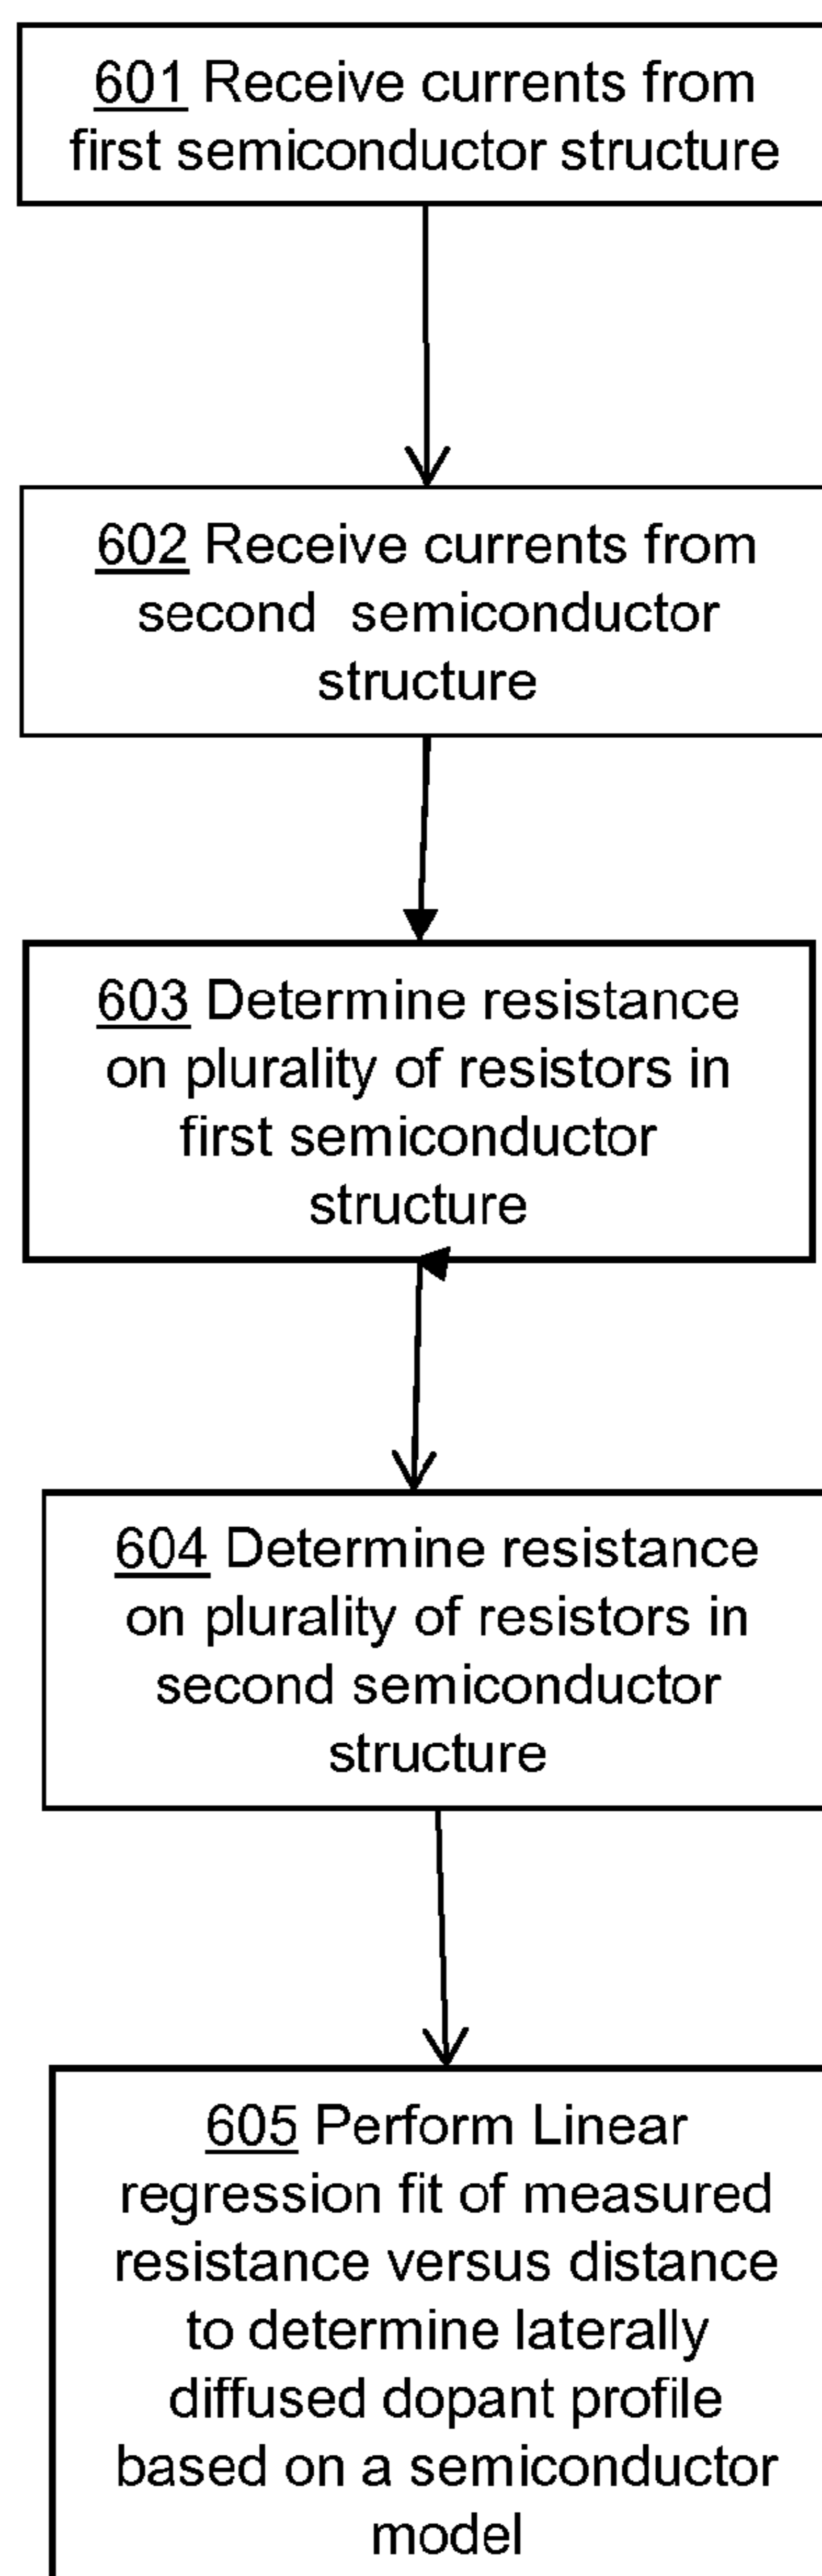 601 Receive currents from
first semiconductor structure
602 Receive currents from
second semiconductor
structure
603 Determine resistance
on plurality of resistors in
first semiconductor
structure
604 Determine resistance
on plurality of resistors in
second semiconductor
structure
605 Perform Linear
regression fit of measured
resistance versus distance
to determine laterally
diffused dopant profile
based on a semiconductor
model